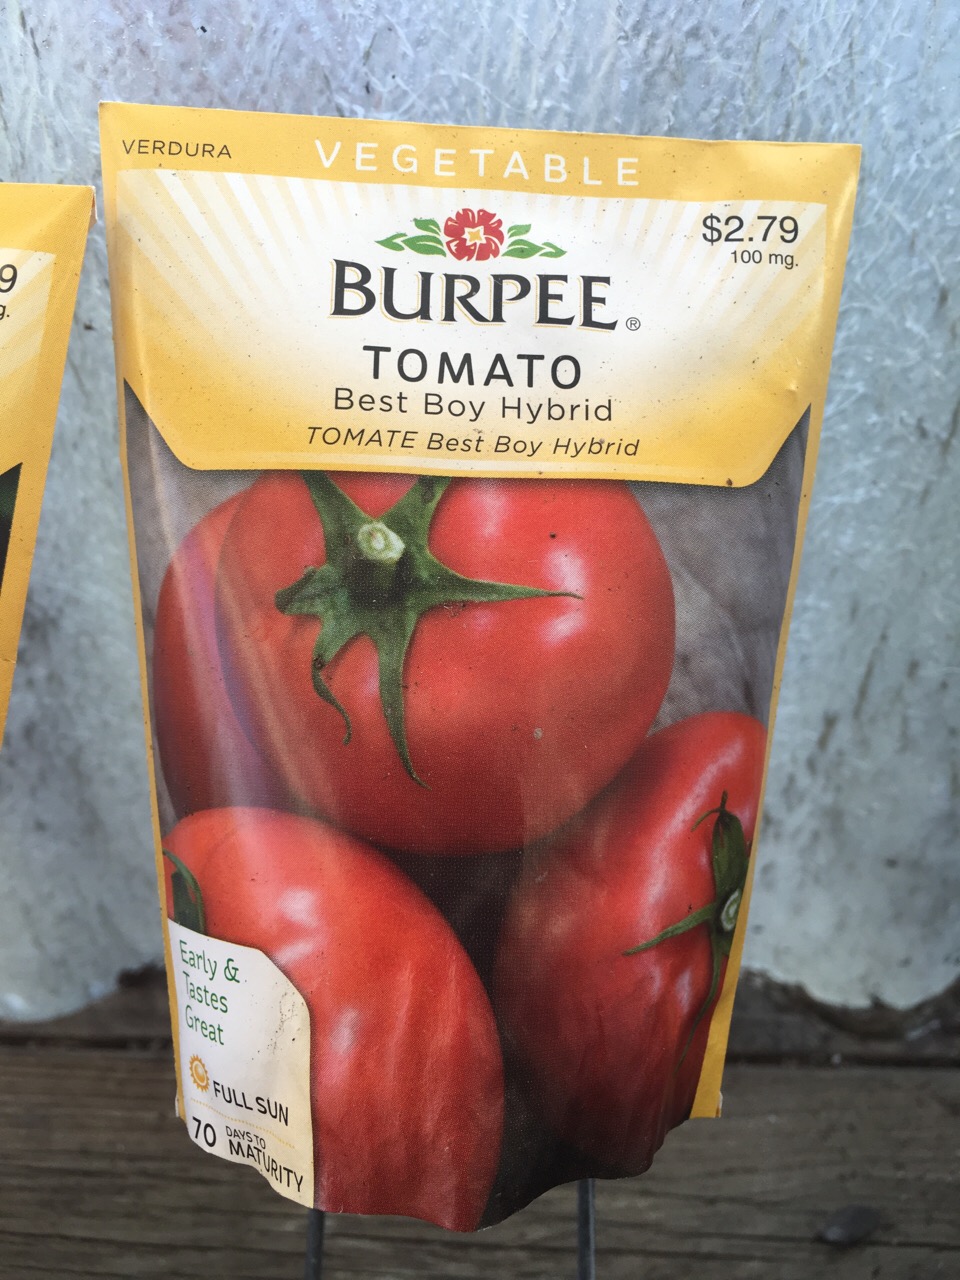 VERDURA
VEGETABLE
$2.79
100 mg.
BURPEE®
TOMATO
Best Boy Hybrid
TOMATE Best Boy Hybrid
Early &
Tastes
Great
FULL SUN
70 DAYS TO
MATURITY
9
g.